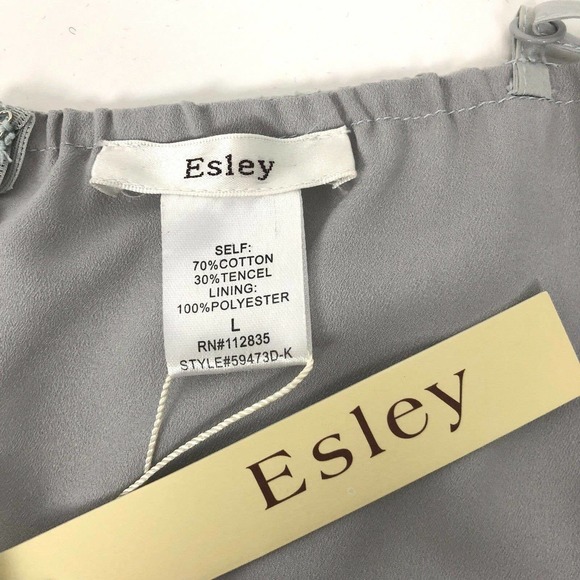 Esley
SELF:
70%COTTON
30%TENCEL
LINING:
100%POLYESTER
L
RN#112835
STYLE#59473D-K
Esley